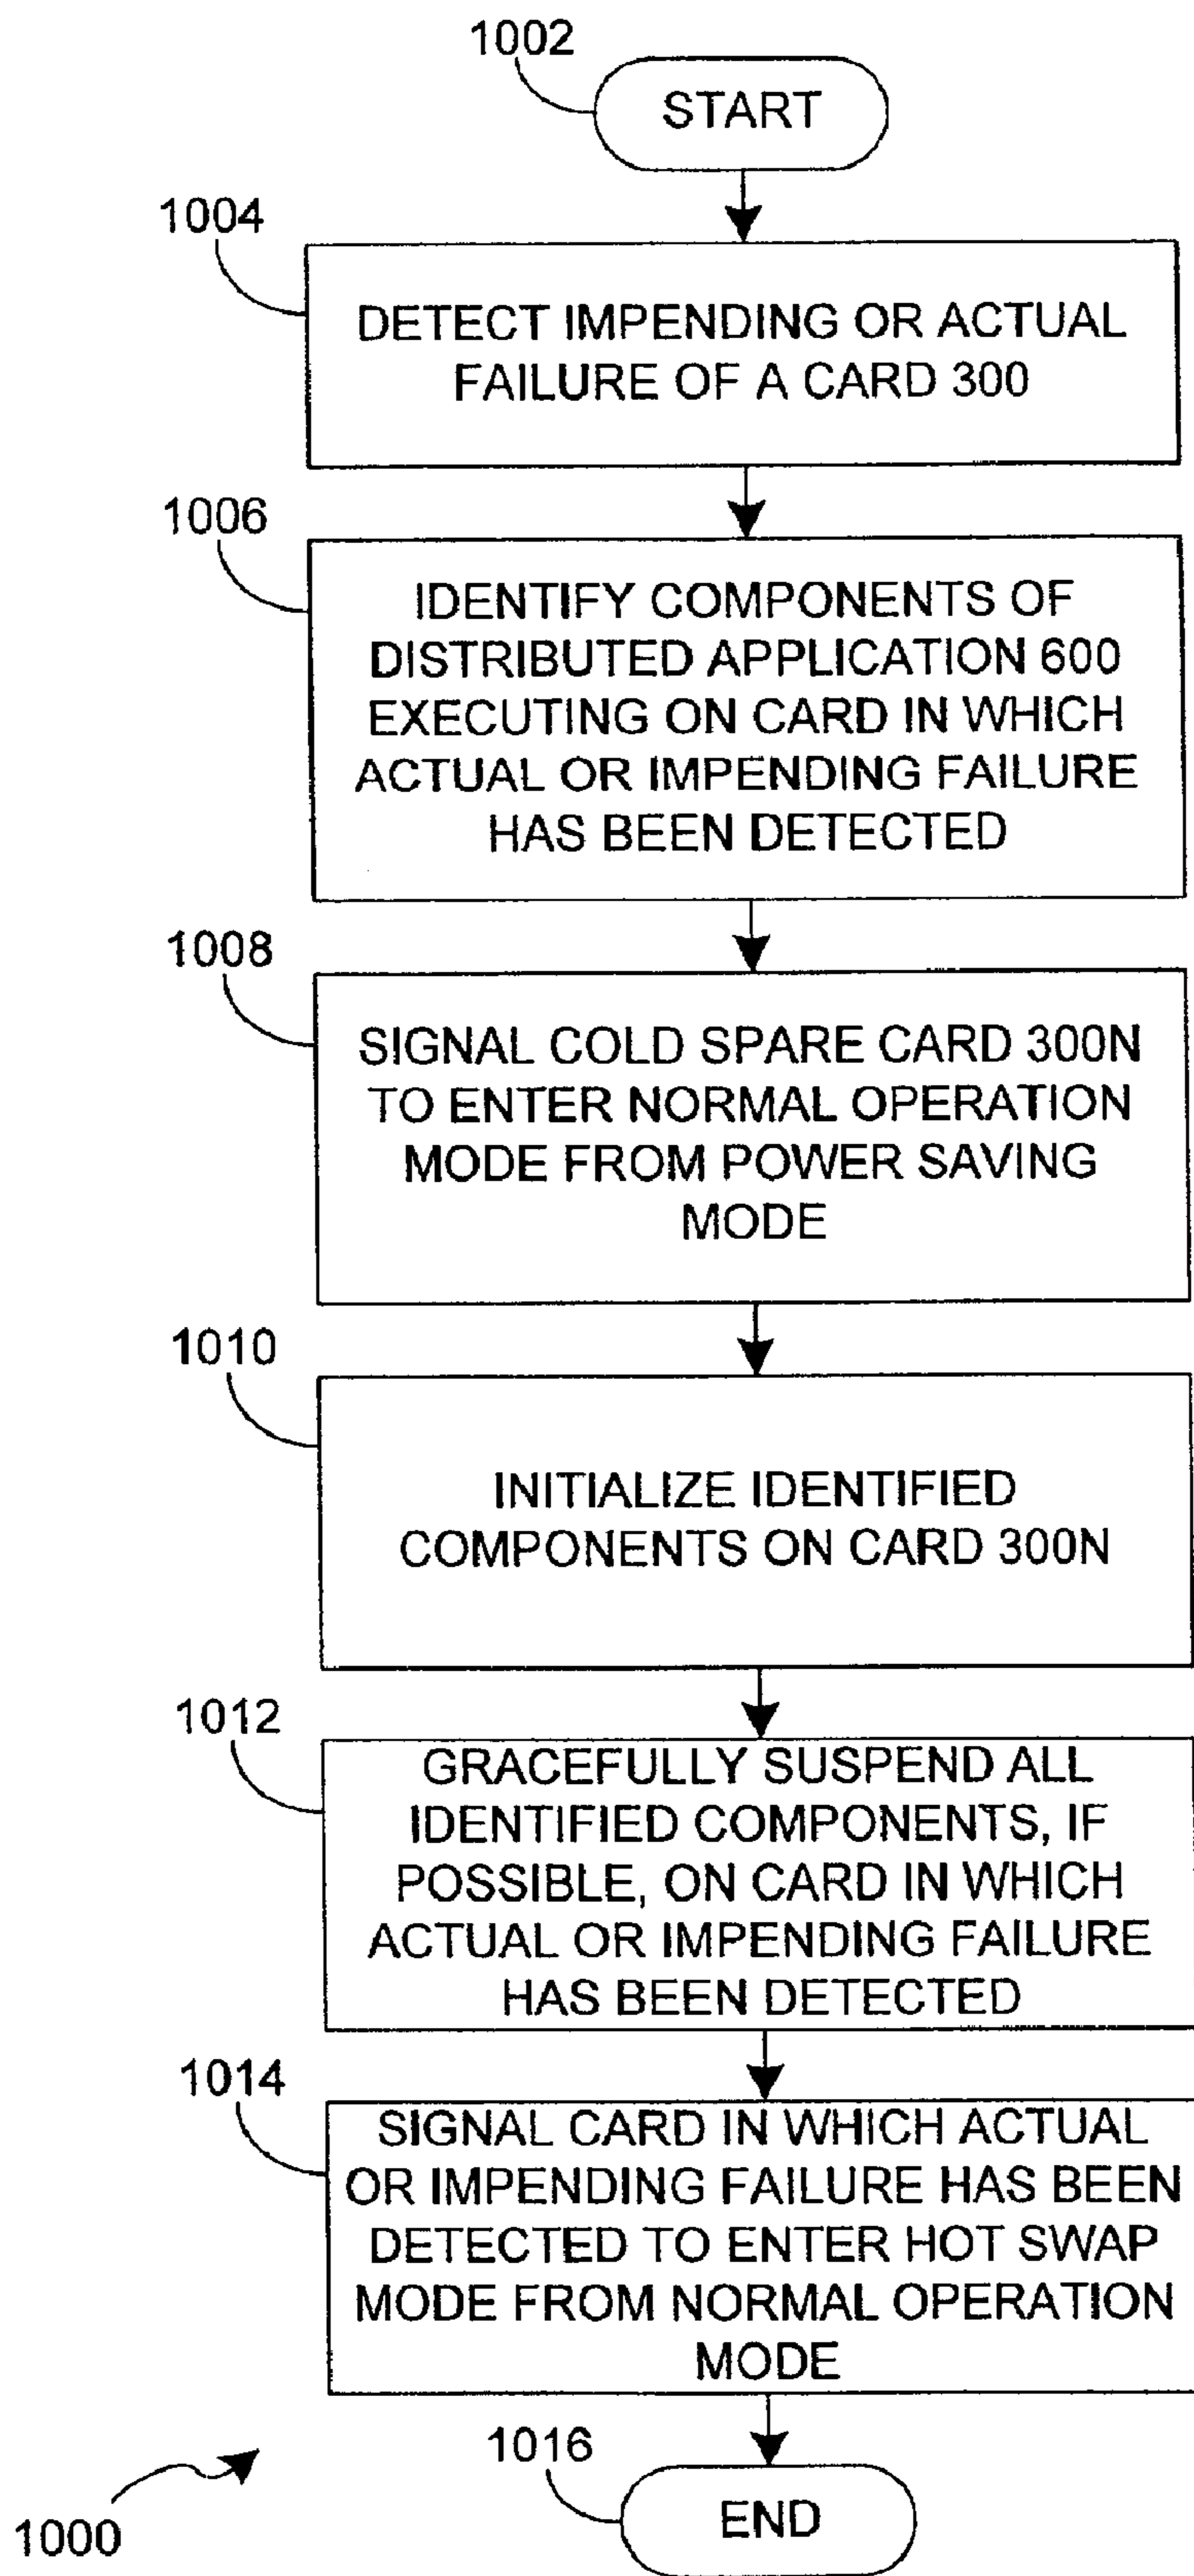 1002
START
1004
DETECT IMPENDING OR ACTUAL
FAILURE OF A CARD 300
1006
IDENTIFY COMPONENTS OF
DISTRIBUTED APPLICATION 600
EXECUTING ON CARD IN WHICH
ACTUAL OR IMPENDING FAILURE
HAS BEEN DETECTED
1008
SIGNAL COLD SPARE CARD 300N
TO ENTER NORMAL OPERATION
MODE FROM POWER SAVING
MODE
1010
INITIALIZE IDENTIFIED
COMPONENTS ON CARD 300N
1012
GRACEFULLY SUSPEND ALL
IDENTIFIED COMPONENTS, IF
POSSIBLE, ON CARD IN WHICH
ACTUAL OR IMPENDING FAILURE
HAS BEEN DETECTED
1014
SIGNAL CARD IN WHICH ACTUAL
OR IMPENDING FAILURE HAS BEEN
DETECTED TO ENTER HOT SWAP
MODE FROM NORMAL OPERATION
MODE
1016
END
1000